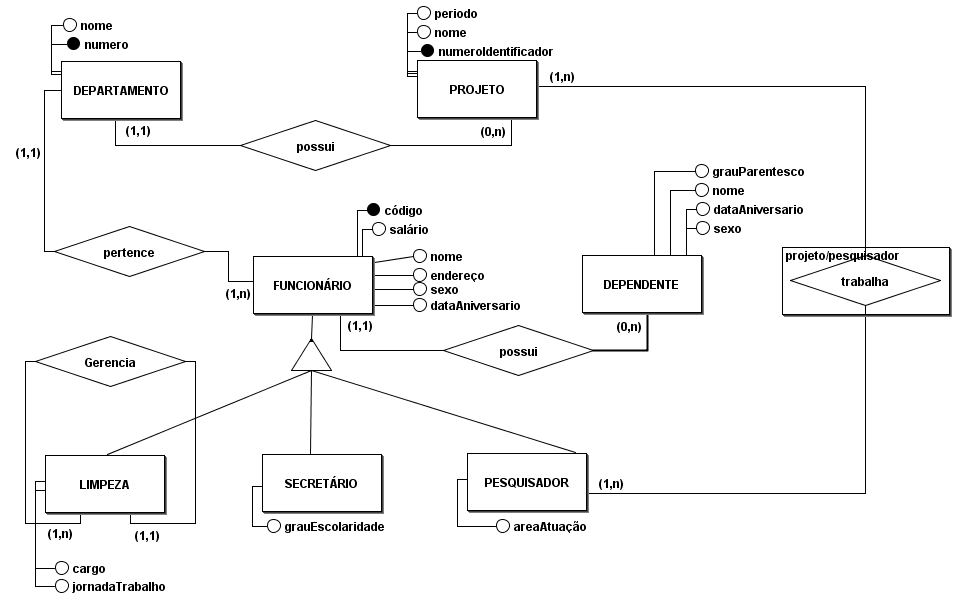 periodo
nome
nome
numero
numeroIdentificador
DEPARTAMENTO
PROJETO
(1,n)
(1,1)
(0,n)
possui
(1,1)
grauParentesco
nome
dataAniversario
sexo
código
salário
pertence
nome
endereço
sexo
dataAniversario
FUNCIONÁRIO
(1,n)
(1,1)
DEPENDENTE
(0,n)
projeto/pesquisador
trabalha
possui
Gerencia
LIMPEZA
SECRETÁRIO
PESQUISADOR
(1,n)
grauEscolaridade
areaAtuação
(1,n)
(1,1)
cargo
jornadaTrabalho